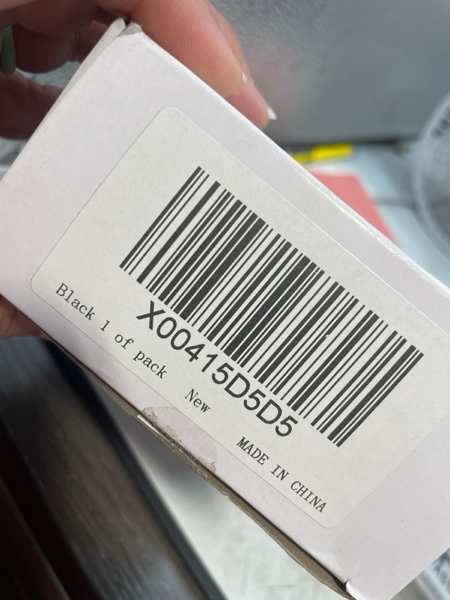 X00415D5D5
Black 1 of pack
New
MADE IN CHINA